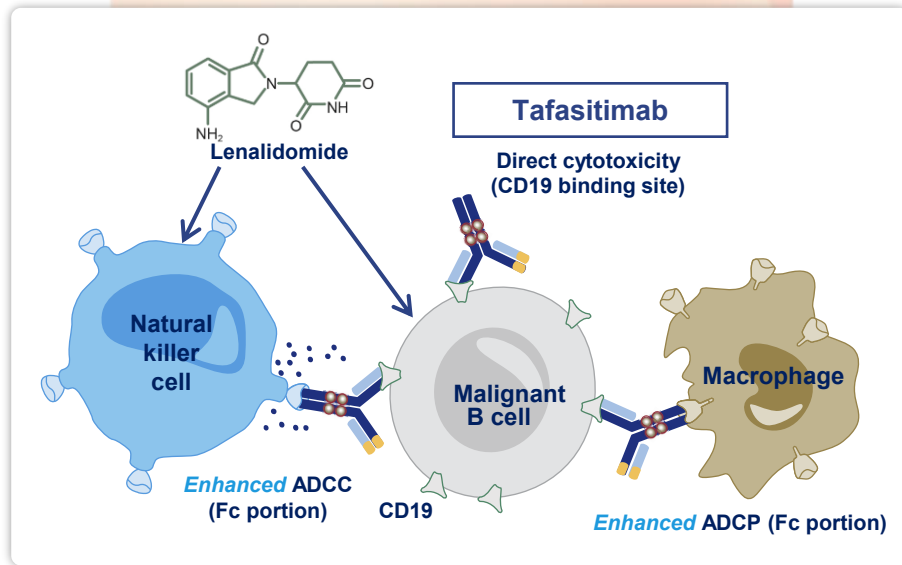 O
N
O
NH
O
NH2
Lenalidomide
Tafasitimab
Direct cytotoxicity
(CD19 binding site)
Natural
killer
cell
Malignant
B cell
Macrophage
Enhanced ADCC
(Fc portion)
CD19
Enhanced ADCP (Fc portion)